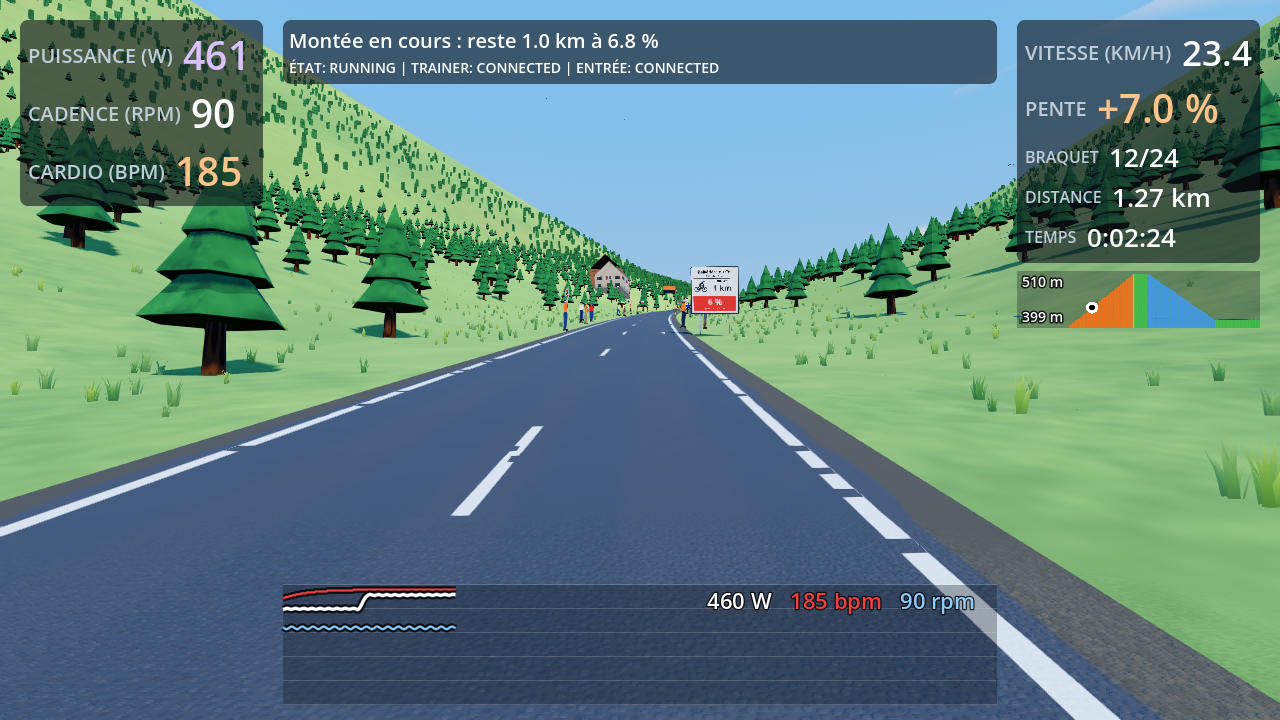 PUISSANCE (W) 461
CADENCE (RPM) 90
CARDIO (BPM) 185
Montée en cours : reste 1.0 km à 6.8 %
ÉTAT: RUNNING | TRAINER: CONNECTED | ENTRÉE: CONNECTED
VITESSE (KM/H) 23.4
PENTE +7.0 %
BRAQUET 12/24
DISTANCE 1.27 km
TEMPS 0:02:24
510 m
399 m
1 km
6 %
460 W 185 bpm 90 rpm